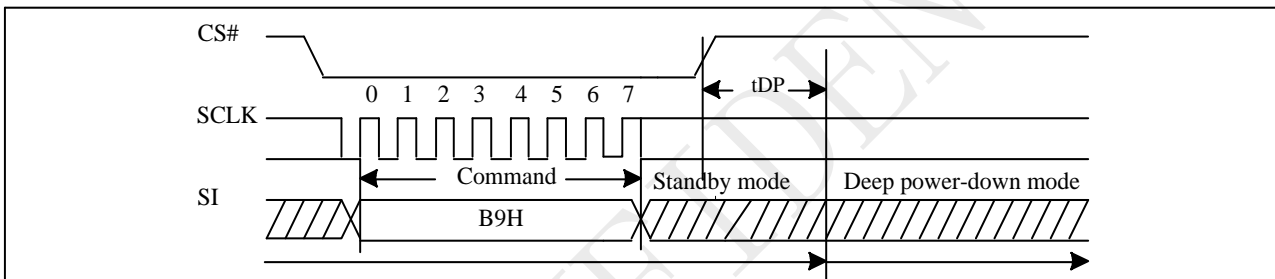 CS#
tDP
0 1 2 3 4 5 6 7
SCLK
Command
Standby mode
Deep power-down mode
SI
B9H